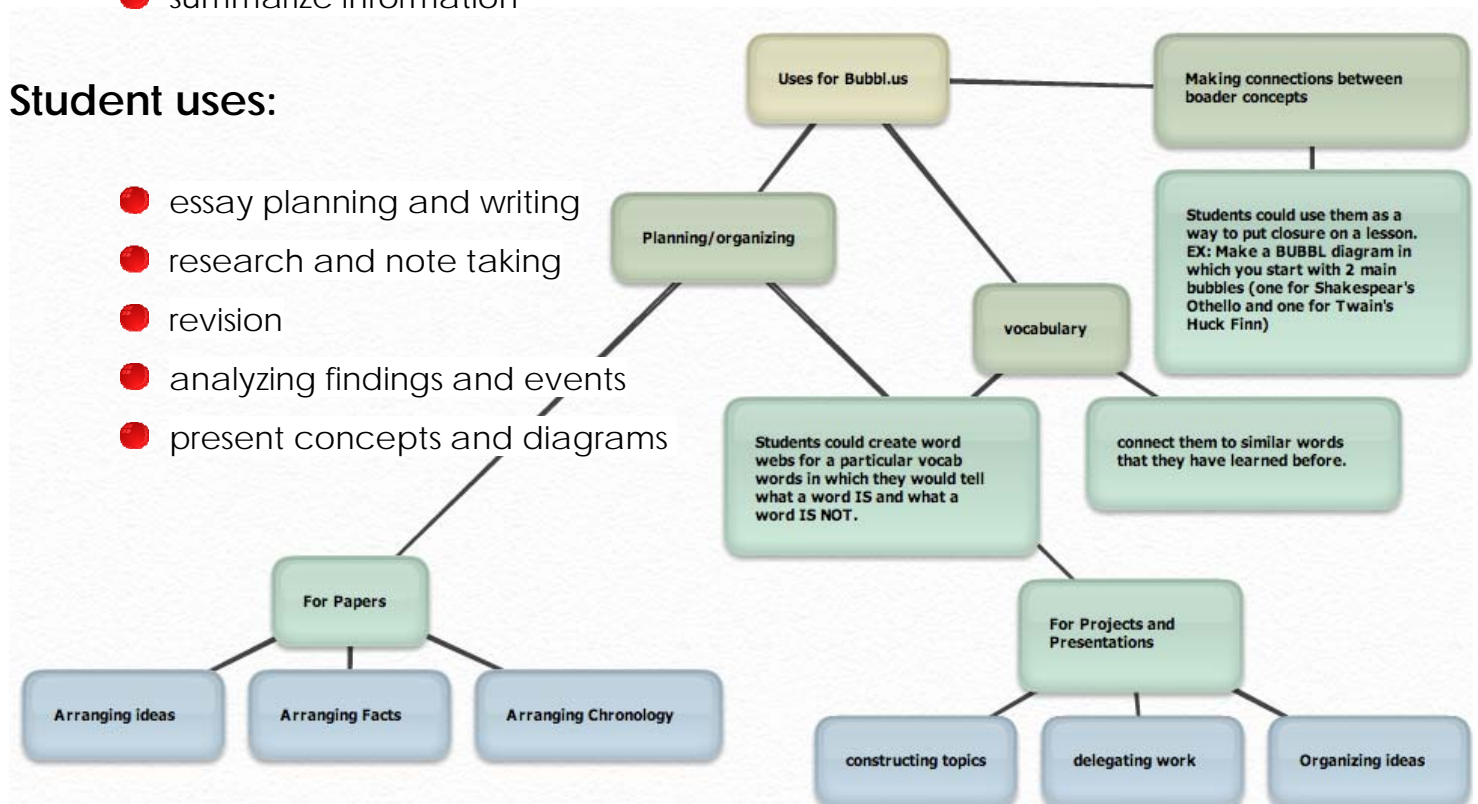 summarize information
Student uses:
essay planning and writing
research and note taking
revision
analyzing findings and events
present concepts and diagrams
Uses for Bubbl.us
Making connections between
boader concepts
Planning/organizing
Students could use them as a
way to put closure on a lesson.
EX: Make a BUBBL diagram in
which you start with 2 main
bubbles (one for Shakespear's
Othello and one for Twain's
Huck Finn)
vocabulary
Students could create word
webs for a particular vocab
words in which they would tell
what a word IS and what a
word IS NOT.
connect them to similar words
that they have learned before.
For Papers
For Projects and
Presentations
Arranging ideas
Arranging Facts
Arranging Chronology
constructing topics
delegating work
Organizing ideas